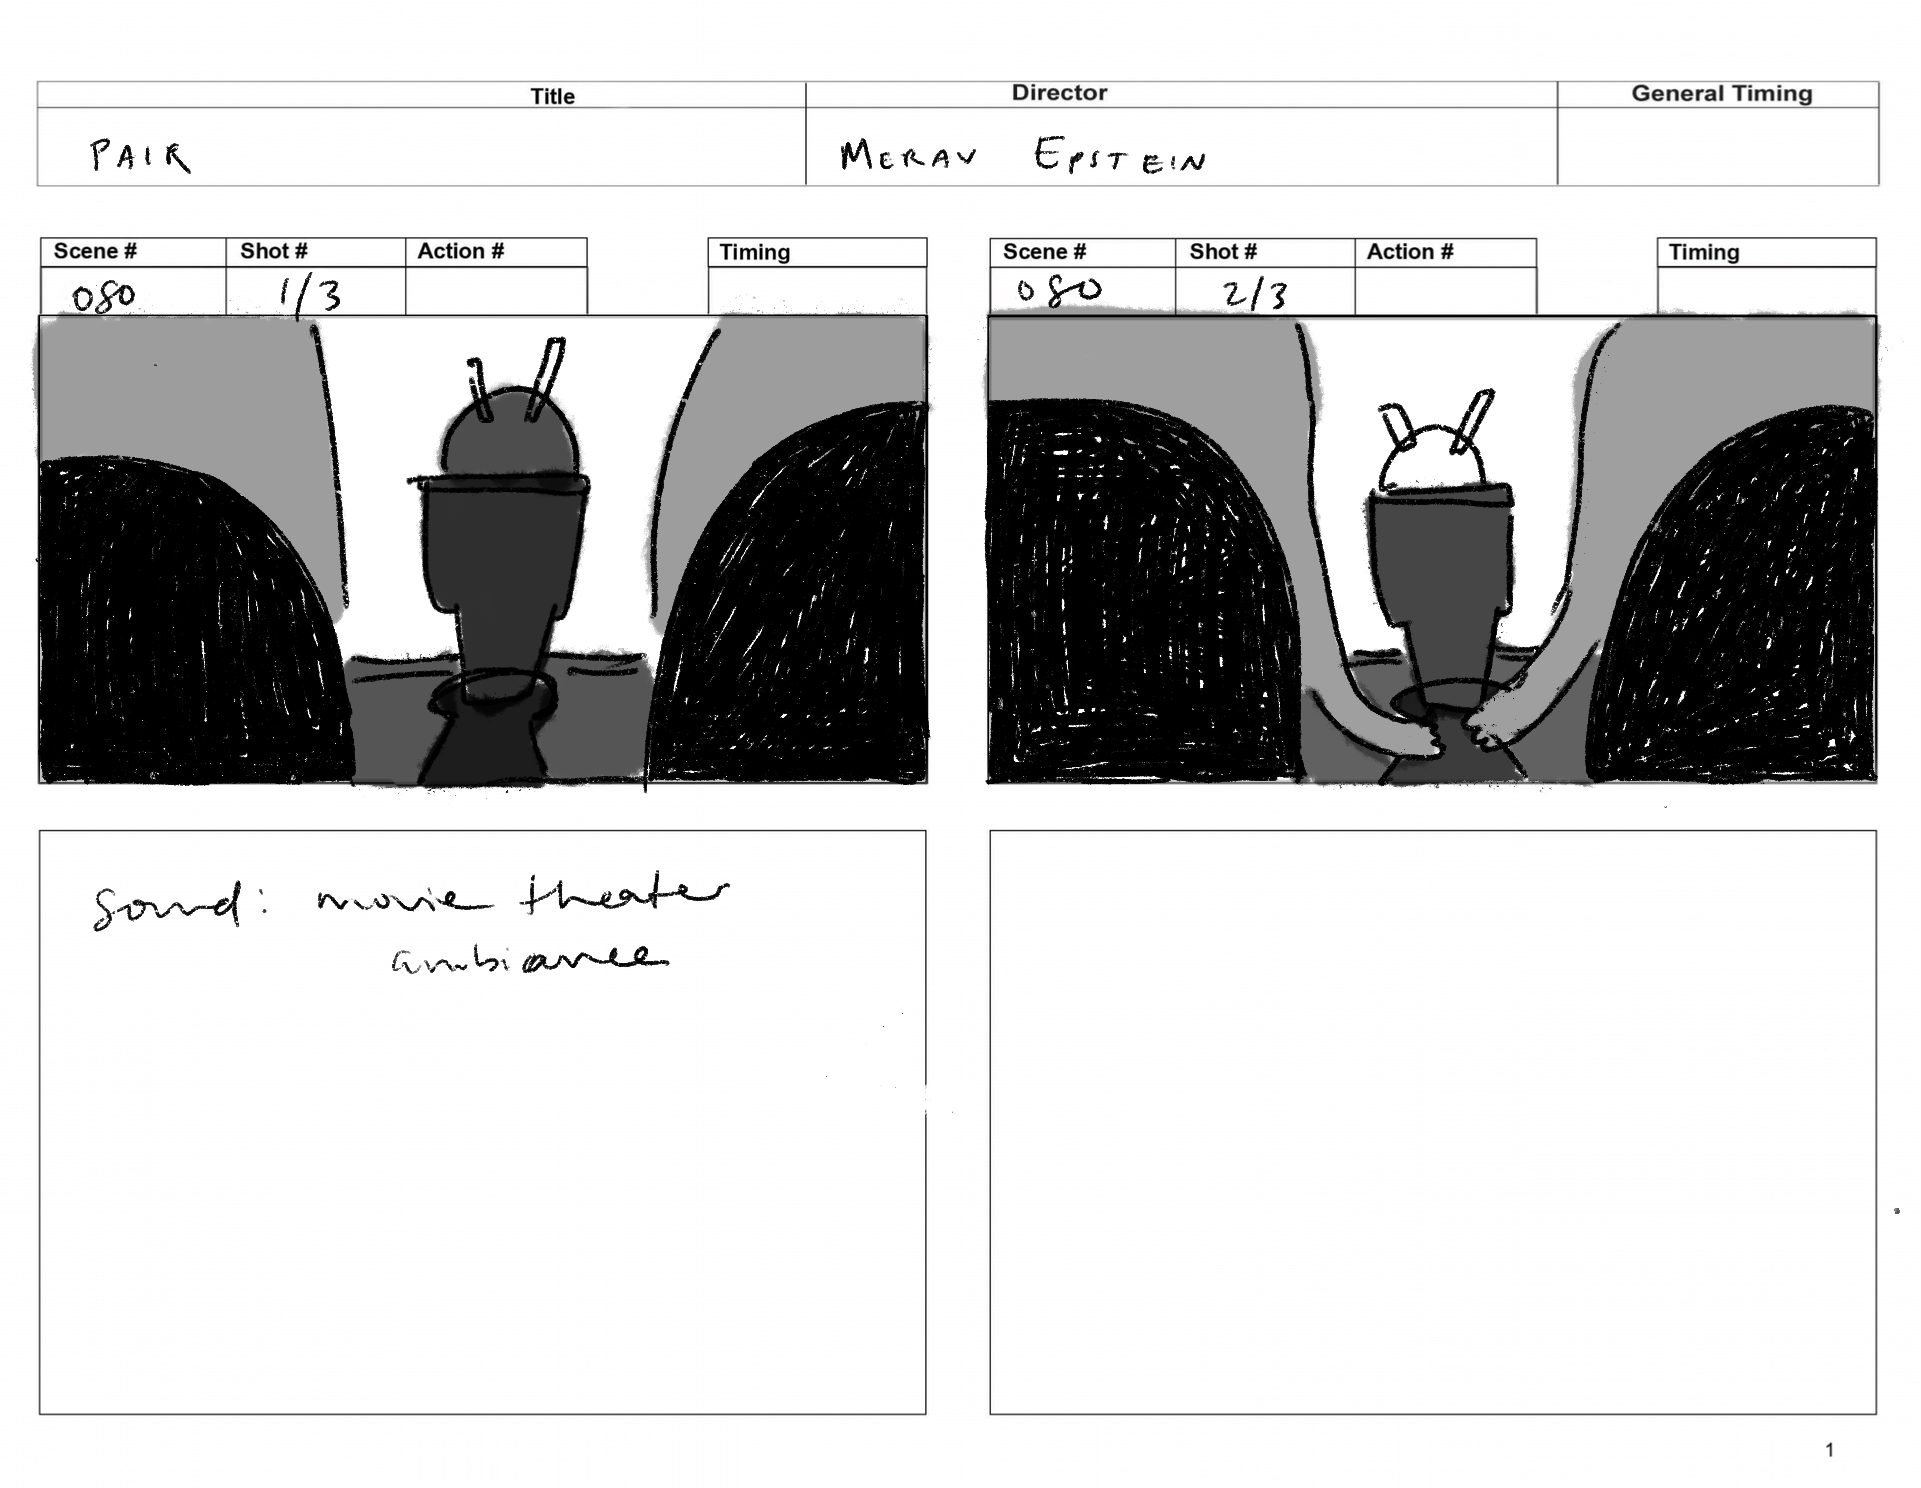 Title Director General Timing
PAIR MERAV EPSTEIN
Scene # Shot # Action # Timing
080 1/3
Scene # Shot # Action # Timing
080 2/3
sound: movie theater
ambiance
1